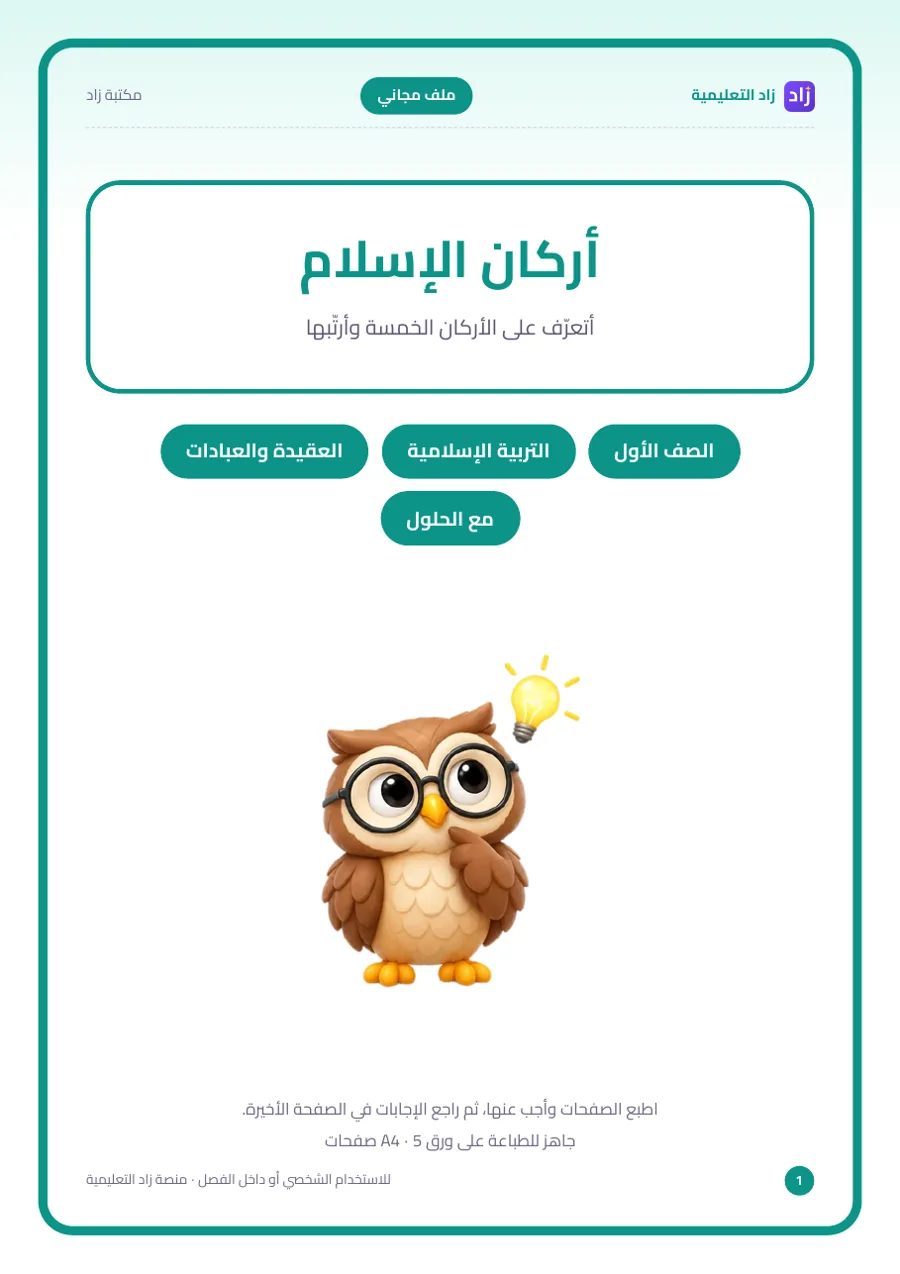 زاد زاد التعليمية
ملف مجاني
مكتبة زاد
أركان الإسلام
أتعرّف على الأركان الخمسة وأرتّبها
الصف الأول
التربية الإسلامية
العقيدة والعبادات
مع الحلول
اطبع الصفحات وأجب عنها، ثم راجع الإجابات في الصفحة الأخيرة.
جاهز للطباعة على ورق A4 · 5 صفحات
1
للاستخدام الشخصي أو داخل الفصل · منصة زاد التعليمية